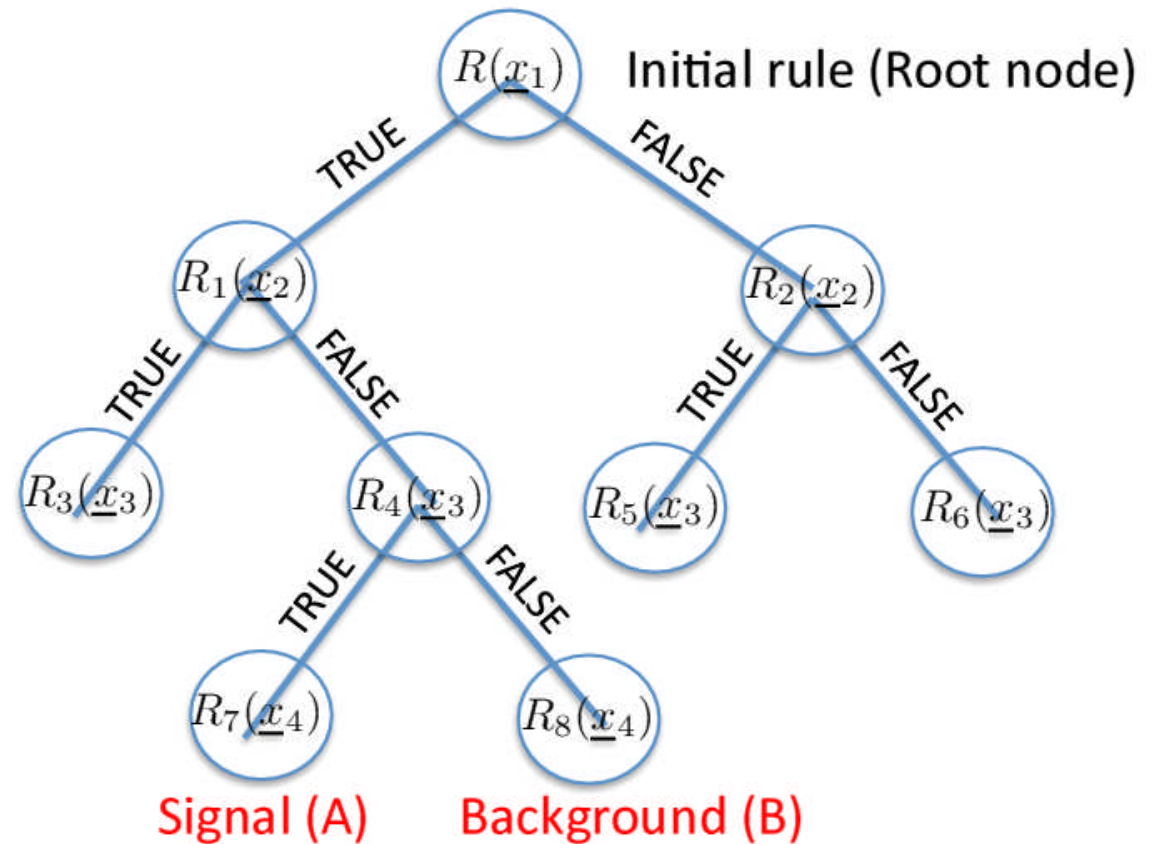 R(x₁) Initial rule (Root node)
TRUE FALSE
R₁(x₂) R₂(x₂)
TRUE FALSE TRUE FALSE
R₃(x₃) R₄(x₃) R₅(x₃) R₆(x₃)
TRUE FALSE
R₇(x₄) R₈(x₄)
Signal (A) Background (B)